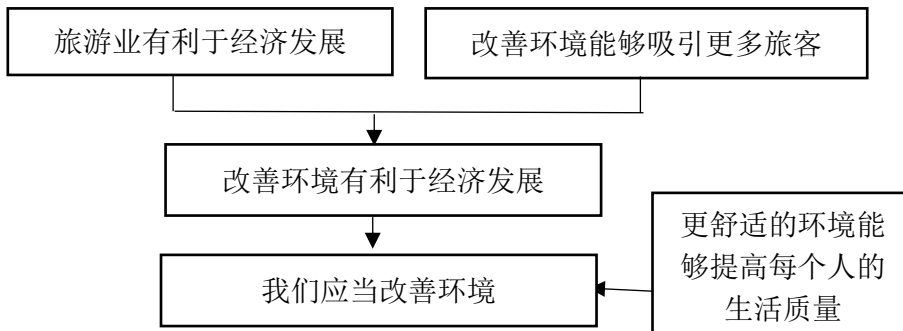 旅游业有利于经济发展
改善环境能够吸引更多旅客
改善环境有利于经济发展
我们应当改善环境
更舒适的环境能
够提高每个人的
生活质量